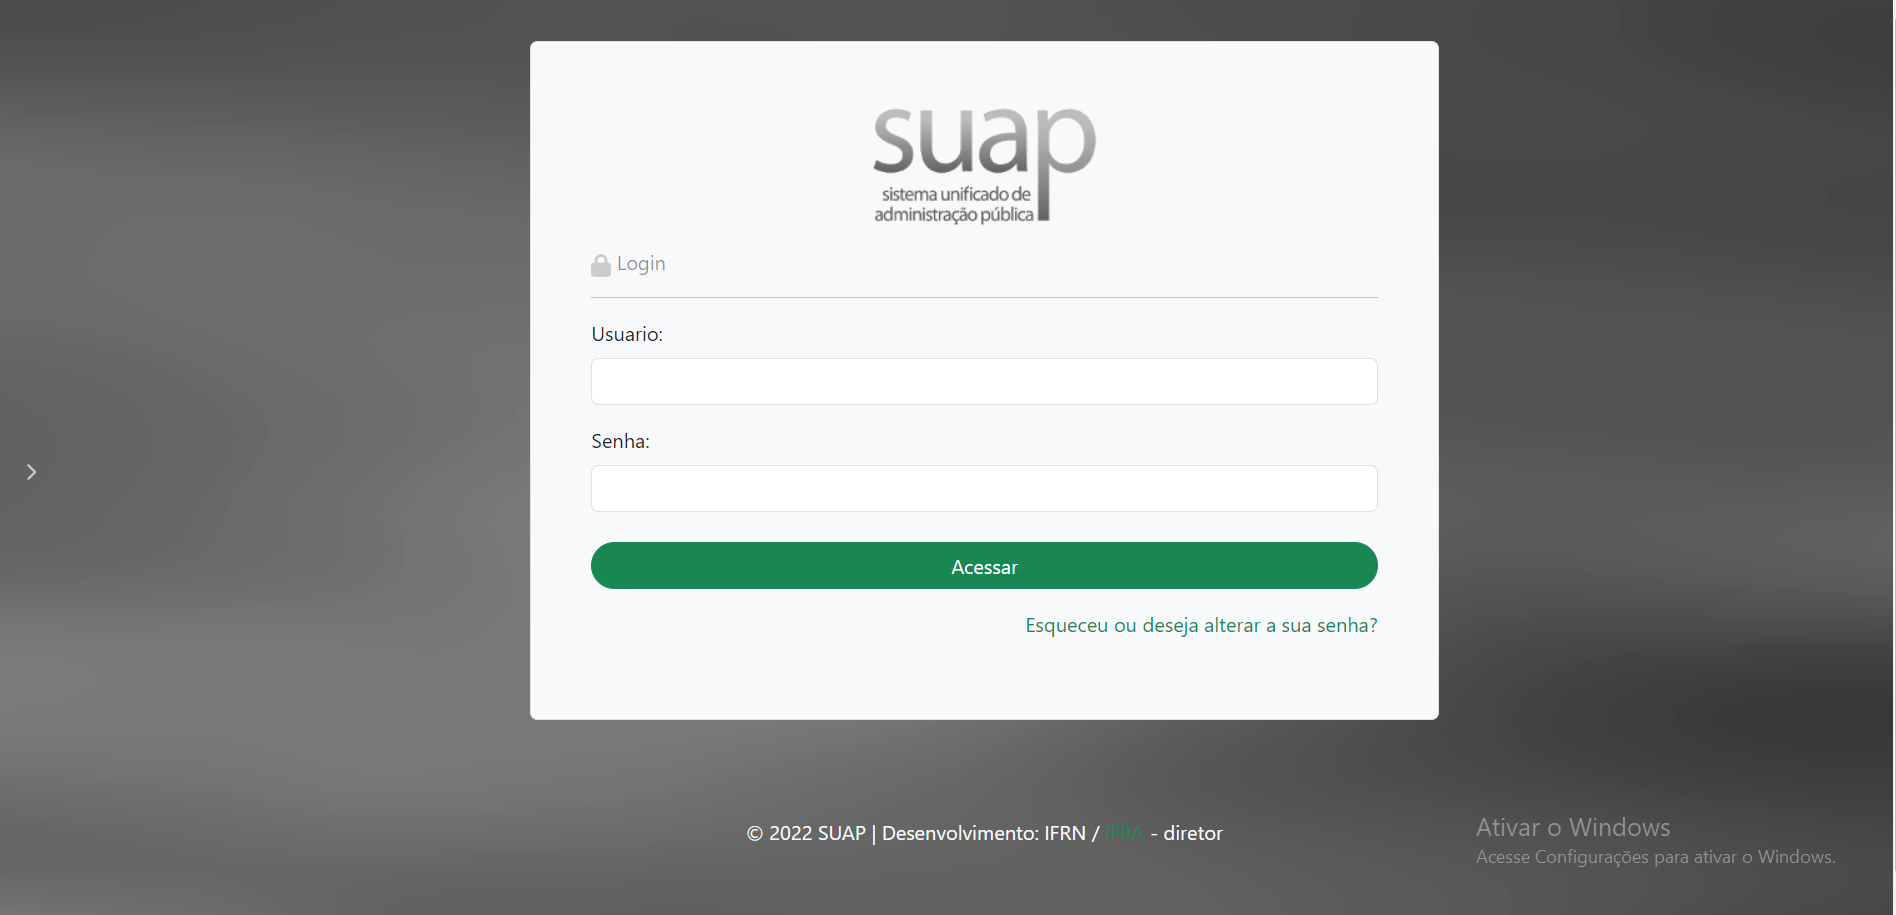 suap
sistema unificado de
administração pública
Login
Usuario:
Senha:
Acessar
Esqueceu ou deseja alterar a sua senha?
© 2022 SUAP | Desenvolvimento: IFRN / IFBA - diretor
Ativar o Windows
Acesse Configurações para ativar o Windows.